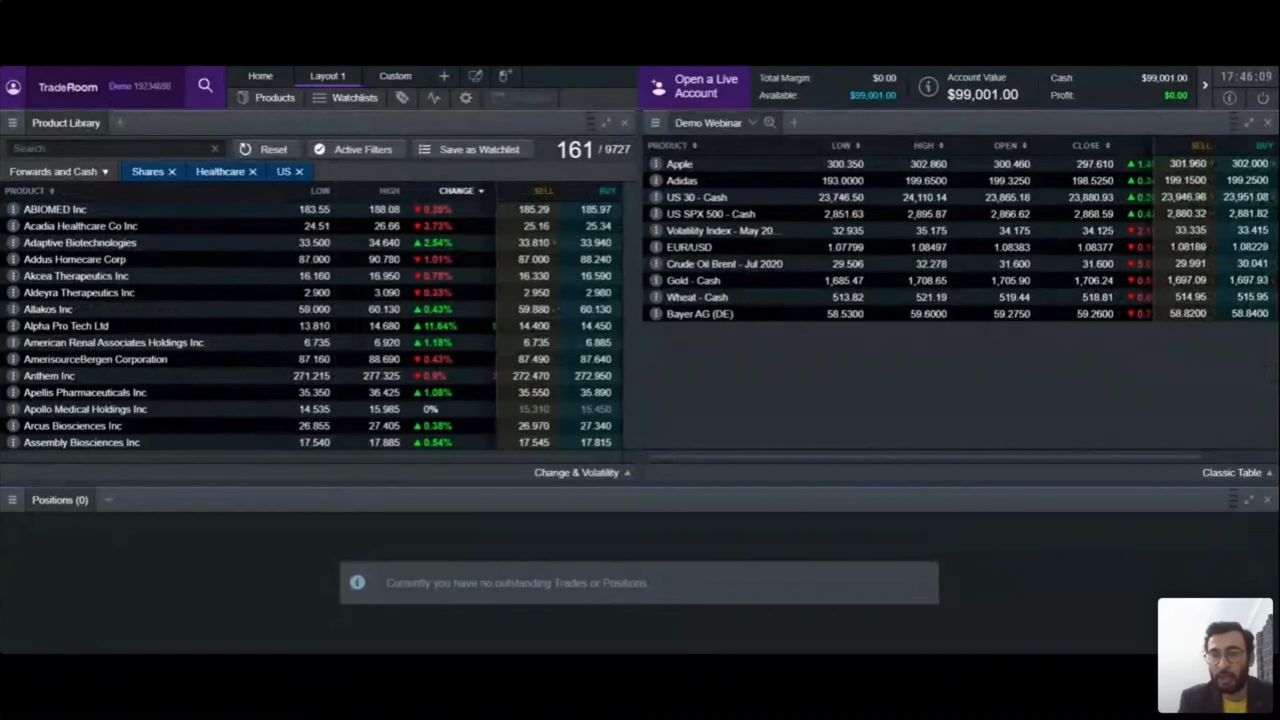 TradeRoom Demo 19234698
Home Layout 1 Custom
Products Watchlists
Open a Live Account
Total Margin: $0.00
Available: $99,001.00
Account Value
$99,001.00
Cash $99,001.00
Profit: $0.00
17:46:09
Product Library
Search
Reset Active Filters Save as Watchlist 161 / 9727
Forwards and Cash Shares Healthcare US
PRODUCT LOW HIGH CHANGE SELL BUY
ABIOMED Inc 183.55 188.08 185.29 185.97
Acadia Healthcare Co Inc 24.51 26.66 3.73% 25.16 25.34
Adaptive Biotechnologies 33.500 34.640 2.54% 33.810 33.940
Addus Homecare Corp 87.000 90.780 1.01% 87.000 88.240
Akcea Therapeutics Inc 16.160 16.950 16.330 16.590
Aldeyra Therapeutics Inc 2.900 3.090 0.33% 2.950 2.980
Allakos Inc 59.000 60.130 0.43% 59.880 60.130
Alpha Pro Tech Ltd 13.810 14.680 11.64% 14.400 14.450
American Renal Associates Holdings Inc 6.735 6.920 1.18% 6.735 6.885
AmerisourceBergen Corporation 87.160 88.690 0.43% 87.490 87.640
Anthem Inc 271.215 277.325 0.9% 272.470 272.950
Apellis Pharmaceuticals Inc 35.350 36.425 1.08% 35.550 35.890
Apollo Medical Holdings Inc 14.535 15.985 0% 15.310 15.450
Arcus Biosciences Inc 26.855 27.405 0.38% 26.970 27.340
Assembly Biosciences Inc 17.540 17.885 0.54% 17.545 17.815
Change & Volatility
Demo Webinar
PRODUCT LOW HIGH OPEN CLOSE SELL BUY
Apple 300.350 302.860 300.460 297.610 301.960 302.000
Adidas 193.0000 199.6500 199.3250 198.5250 199.1500 199.2500
US 30 - Cash 23,746.50 24,110.14 23,865.18 23,880.93 23,946.98 23,951.08
US SPX 500 - Cash 2,851.63 2,895.87 2,866.62 2,868.59 2,880.32 2,881.82
Volatility Index - May 20... 32.935 35.175 34.175 34.125 33.335 33.415
EUR/USD 1.07799 1.08497 1.08383 1.08377 1.08189 1.08220
Crude Oil Brent - Jul 2020 29.506 32.278 31.600 31.600 29.991 30.041
Gold - Cash 1,685.47 1,708.65 1,705.90 1,706.24 1,697.09 1,697.93
Wheat - Cash 513.82 521.19 519.44 518.81 514.95 515.95
Bayer AG (DE) 58.5300 59.6000 59.2750 59.2600 58.8200 58.8400
Classic Table
Positions (0)
Currently you have no outstanding Trades or Positions.